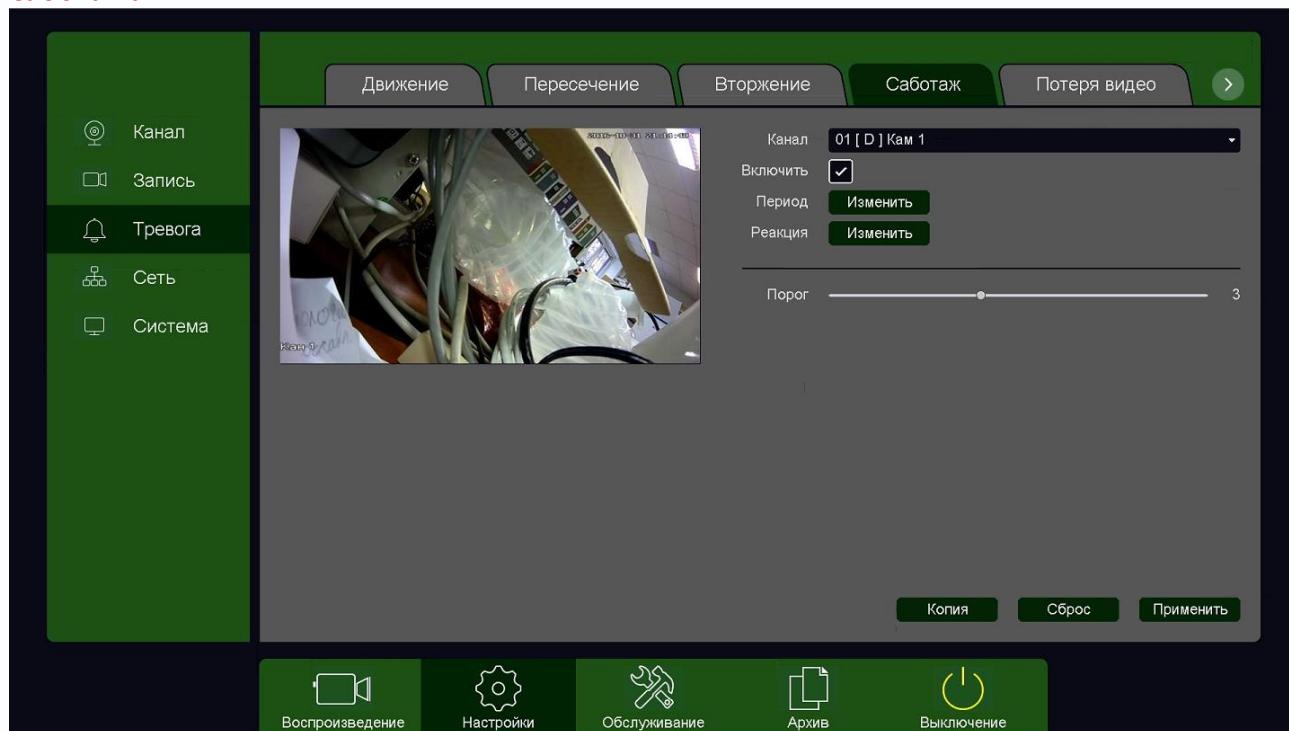 Движение Пересечение Вторжение Саботаж Потеря видео
Канал
Запись
Тревога
Сеть
Система
Канал 01 [ D ] Кам 1
Включить
Период Изменить
Реакция Изменить
Порог 3
Копия Сброс Применить
Воспроизведение Настройки Обслуживание Архив Выключение